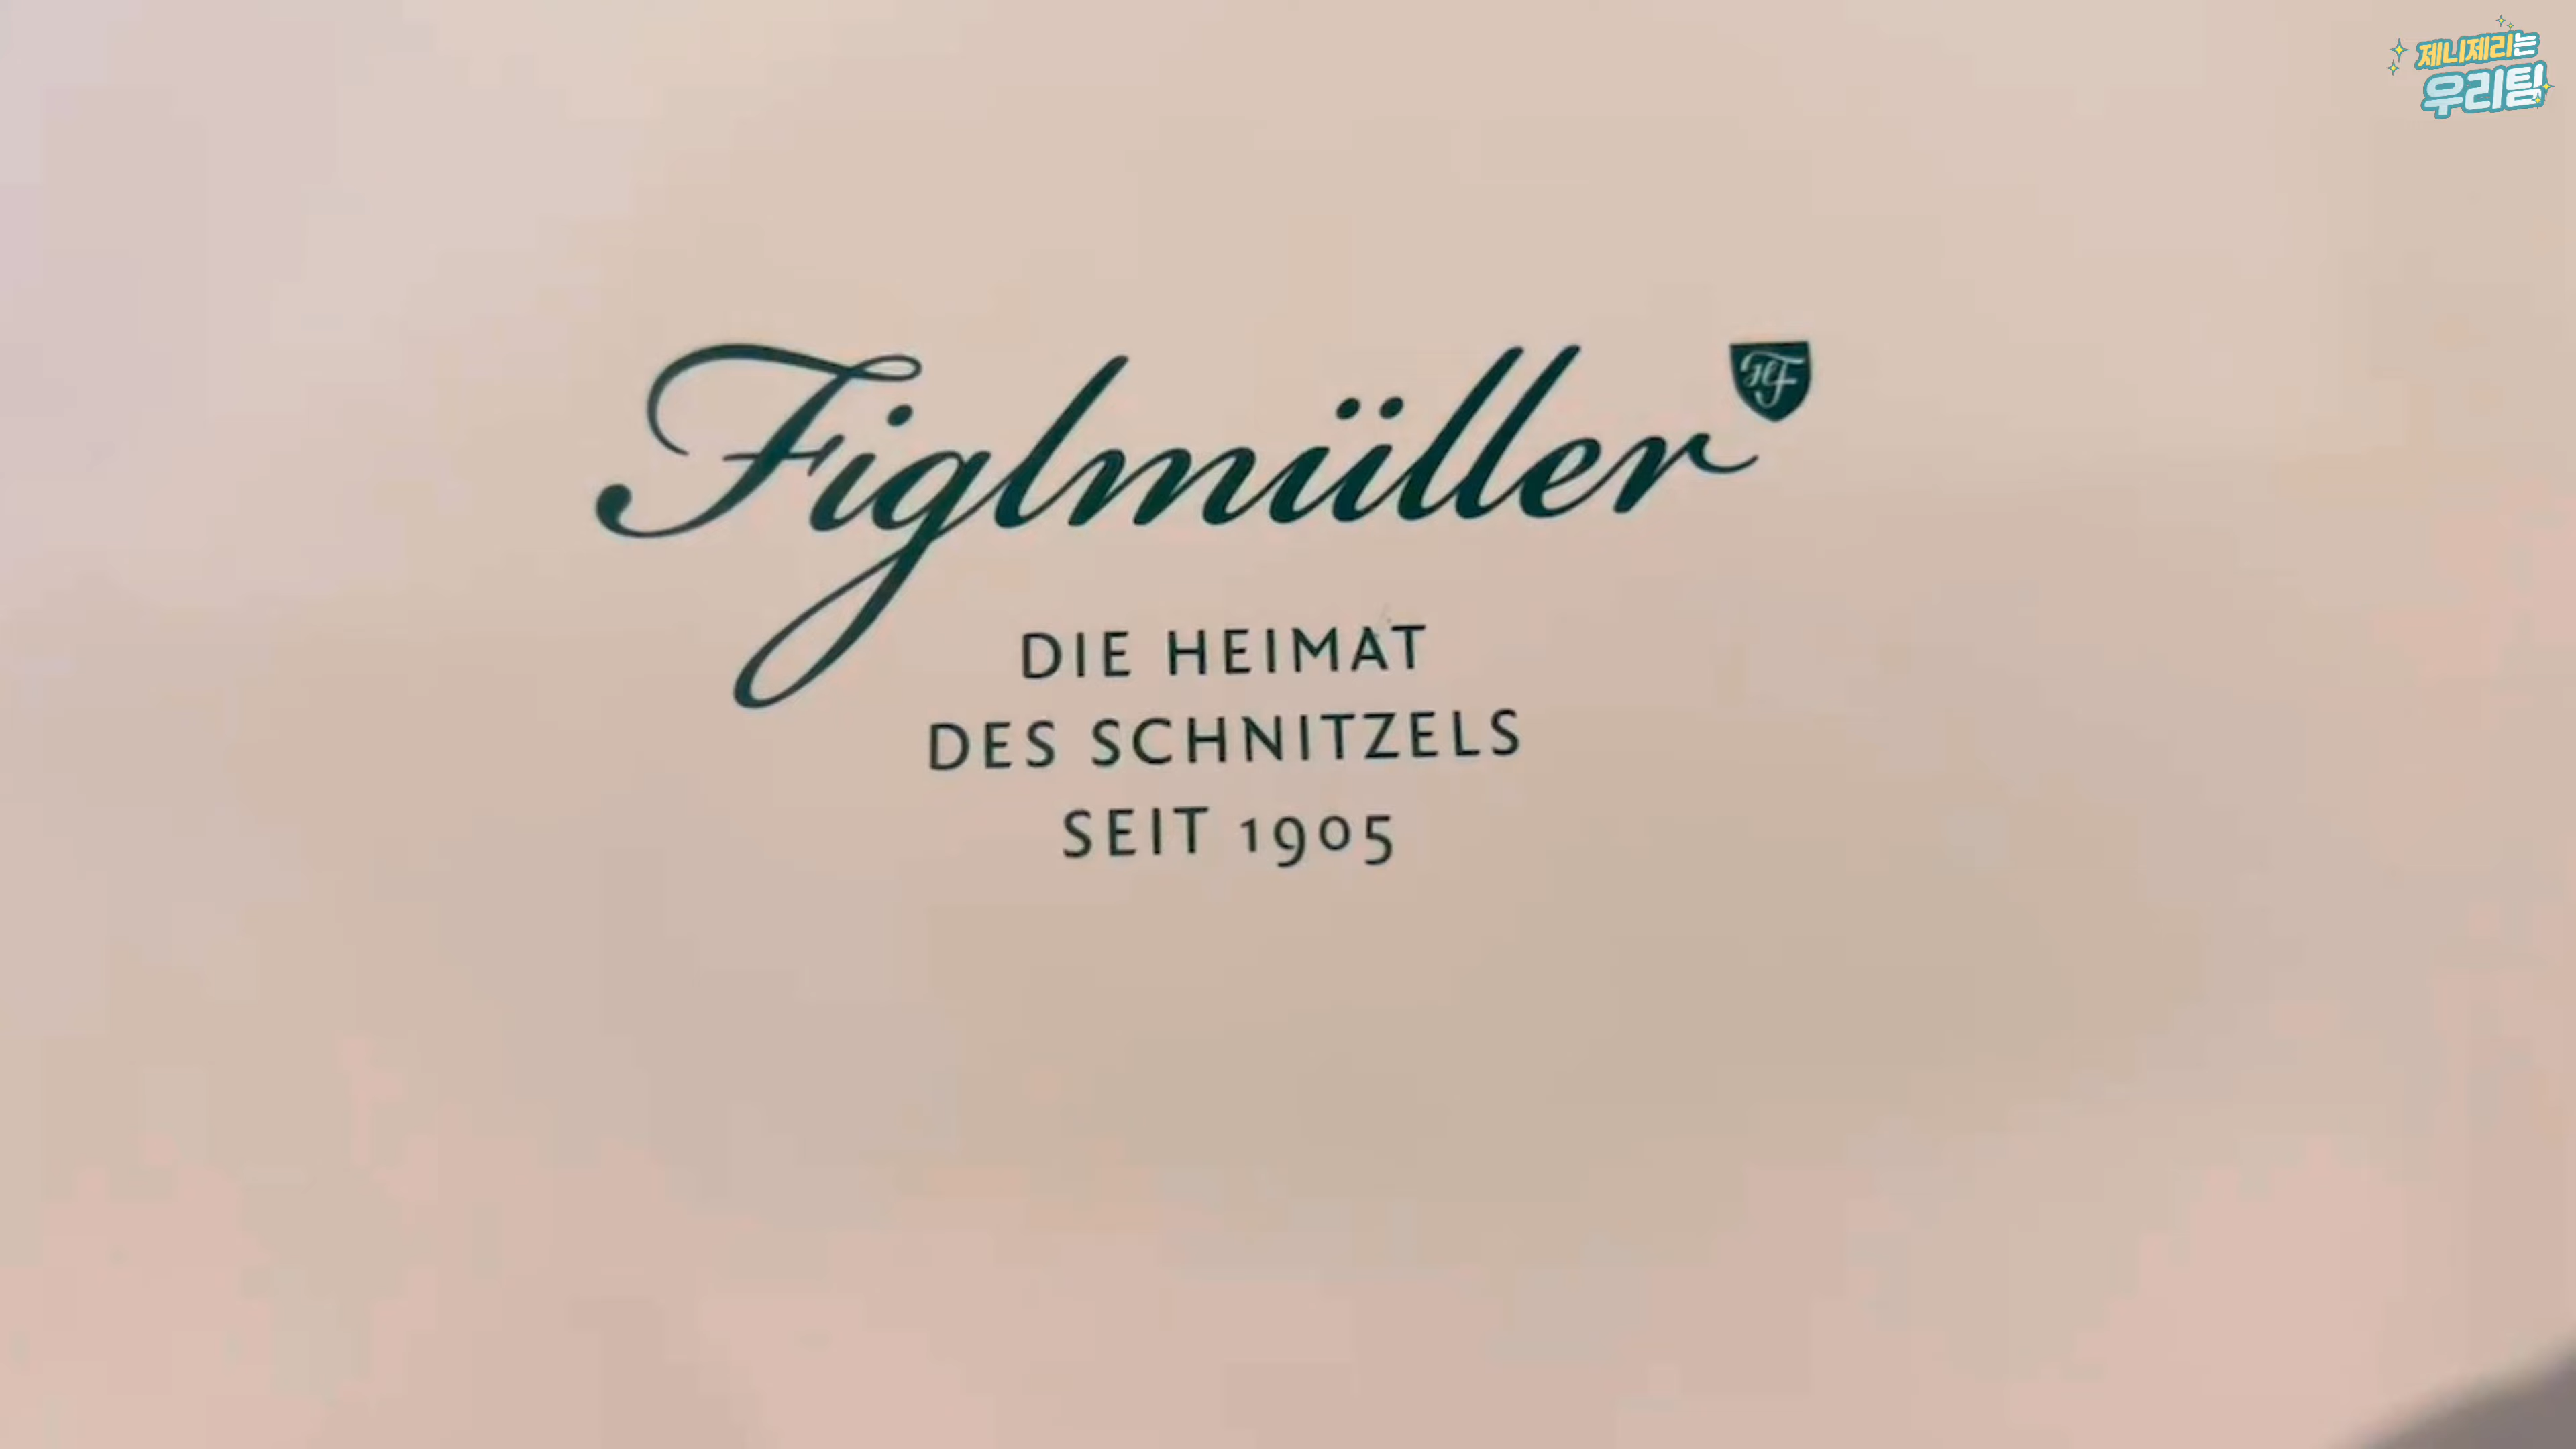 제니제리는
우리팀
Figlmüller
DIE HEIMAT
DES SCHNITZELS
SEIT 1905